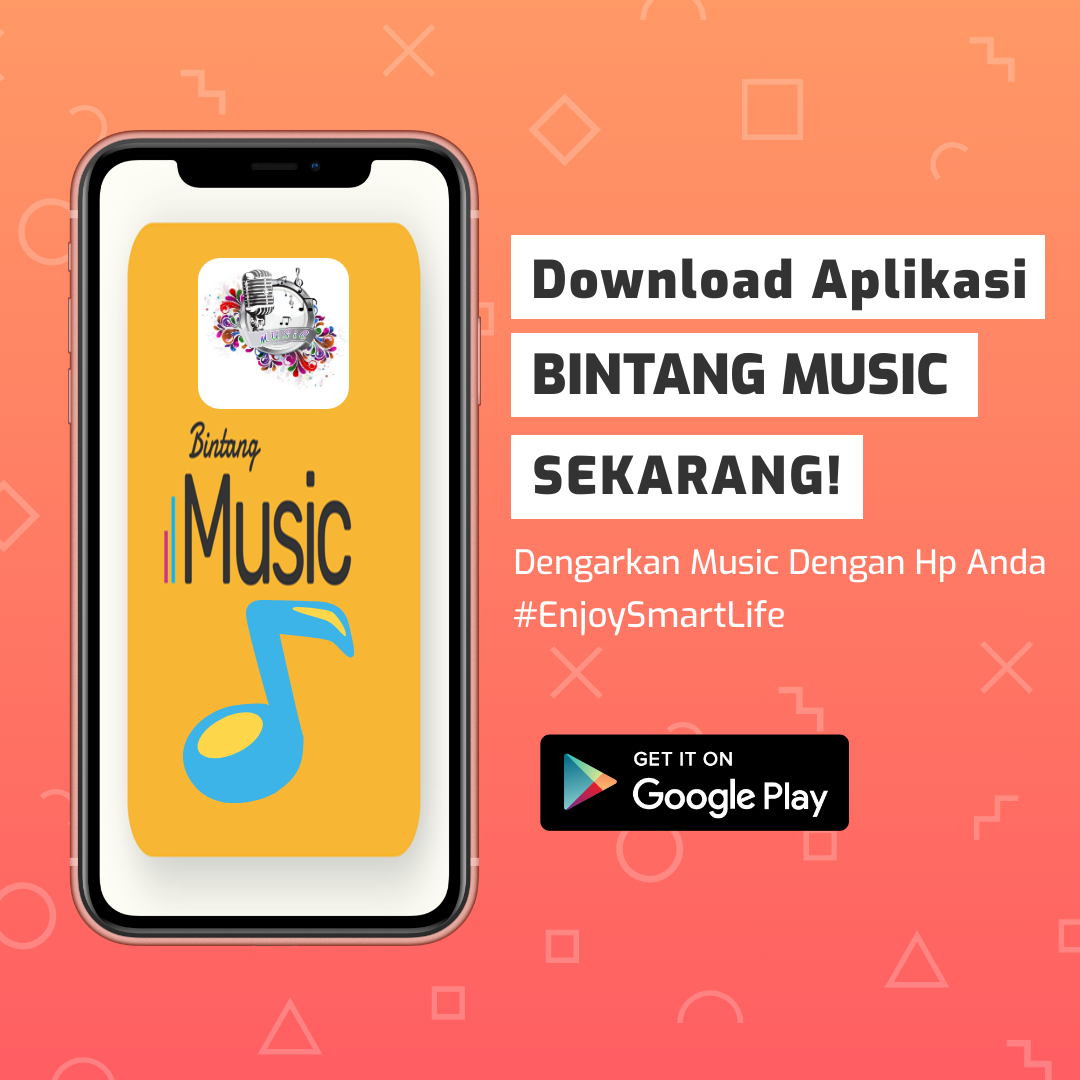 Bintang
Music
Download Aplikasi
BINTANG MUSIC
SEKARANG!
Dengarkan Music Dengan Hp Anda
#EnjoySmartLife
GET IT ON
Google Play